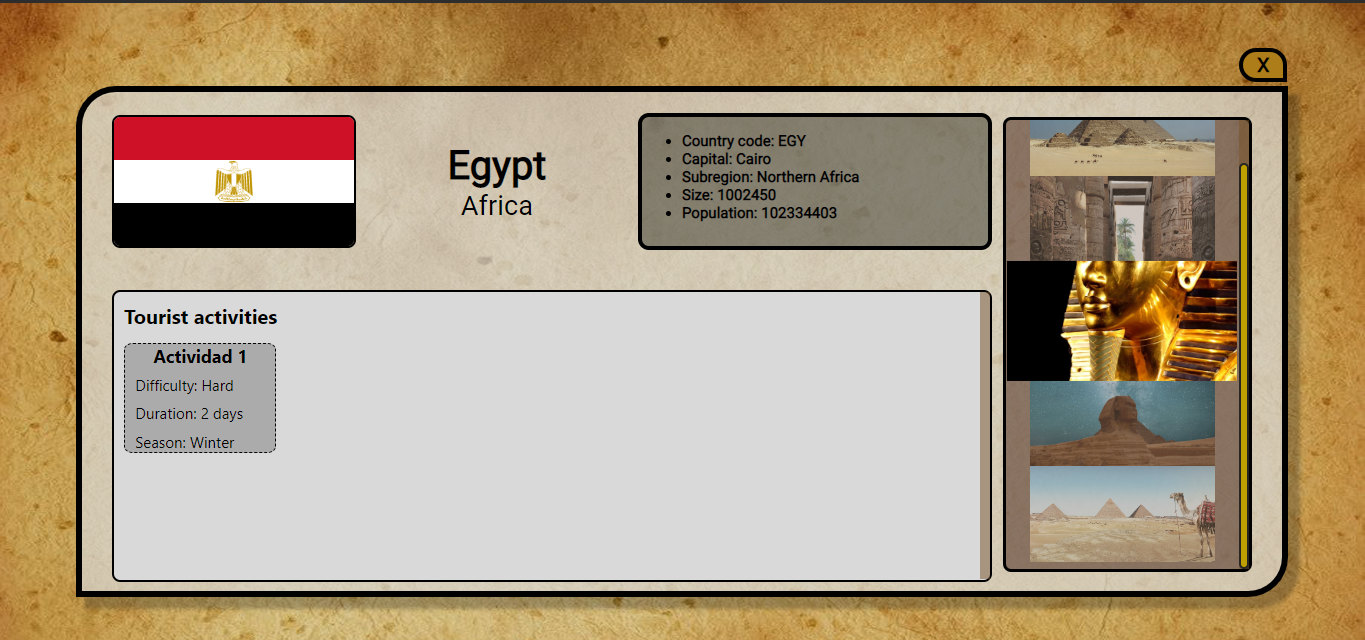 X
Egypt
Africa
Country code: EGY
Capital: Cairo
Subregion: Northern Africa
Size: 1002450
Population: 102334403
Tourist activities
Actividad 1
Difficulty: Hard
Duration: 2 days
Season: Winter